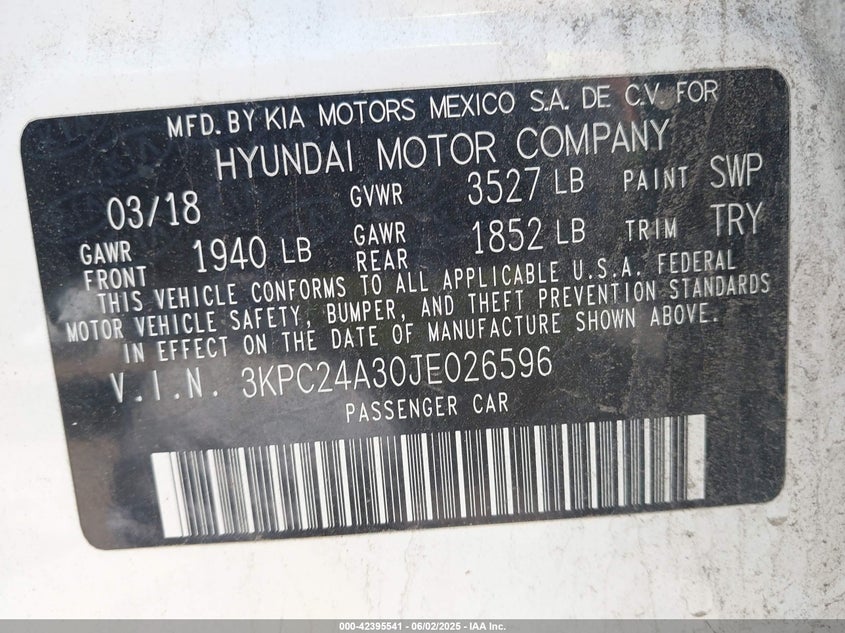 MFD. BY KIA MOTORS MEXICO S.A. DE C.V. FOR
HYUNDAI MOTOR COMPANY
03/18 GVWR 3527 LB PAINT SWP
GAWR FRONT 1940 LB GAWR REAR 1852 LB TRIM TRY
THIS VEHICLE CONFORMS TO ALL APPLICABLE U.S.A. FEDERAL
MOTOR VEHICLE SAFETY, BUMPER, AND THEFT PREVENTION STANDARDS
IN EFFECT ON THE DATE OF MANUFACTURE SHOWN ABOVE.
V.I.N. 3KPC24A30JE026596
PASSENGER CAR
000-42395541 - 06/02/2025 - IAA Inc.